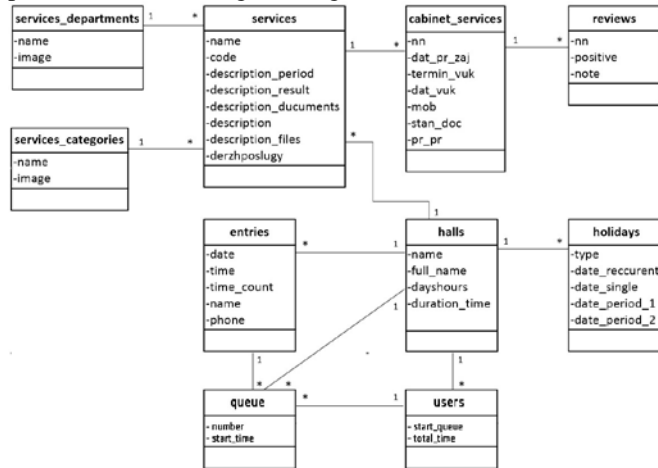 services_departments
-name
-image
services
-name
-code
-description_period
-description_result
-description_ducuments
-description
-description_files
-derzhposlugy
cabinet_services
-nn
-dat_pr_zaj
-termin_vuk
-dat_vuk
-mob
-stan_doc
-pr_pr
reviews
-nn
-positive
-note
1
*
1
*
1
*
services_categories
-name
-image
1
*
*
1
entries
-date
-time
-time_count
-name
-phone
*
1
halls
-name
-full_name
-dayshours
-duration_time
1
*
holidays
-type
-date_reccurent
-date_single
-date_period_1
-date_period_2
1
1
1
*
*
*
queue
- number
- start_time
*
1
users
- start_queue
- total_time